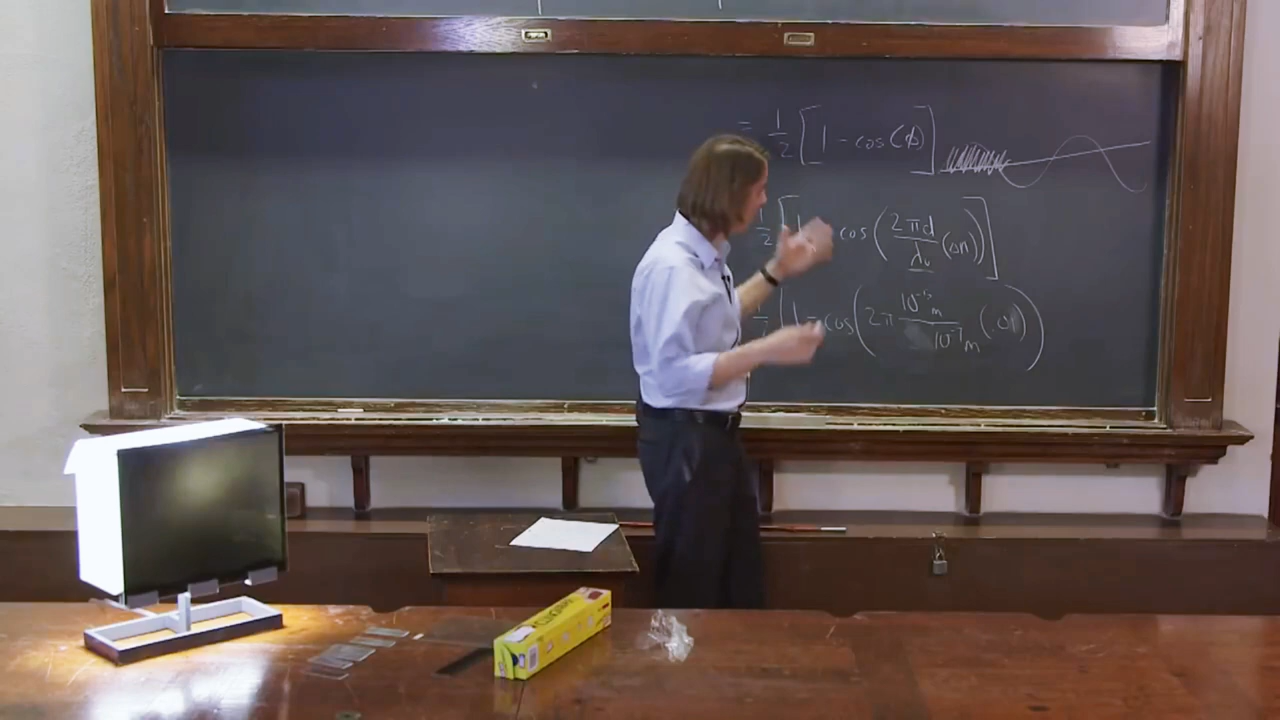 = 1/2 [1 - cos(ϕ)]
1/2 [1 cos(2πd/λ₀ (Δn))]
1/2 [1 - cos(2π 10⁻⁵m/10⁻⁷m (.01))